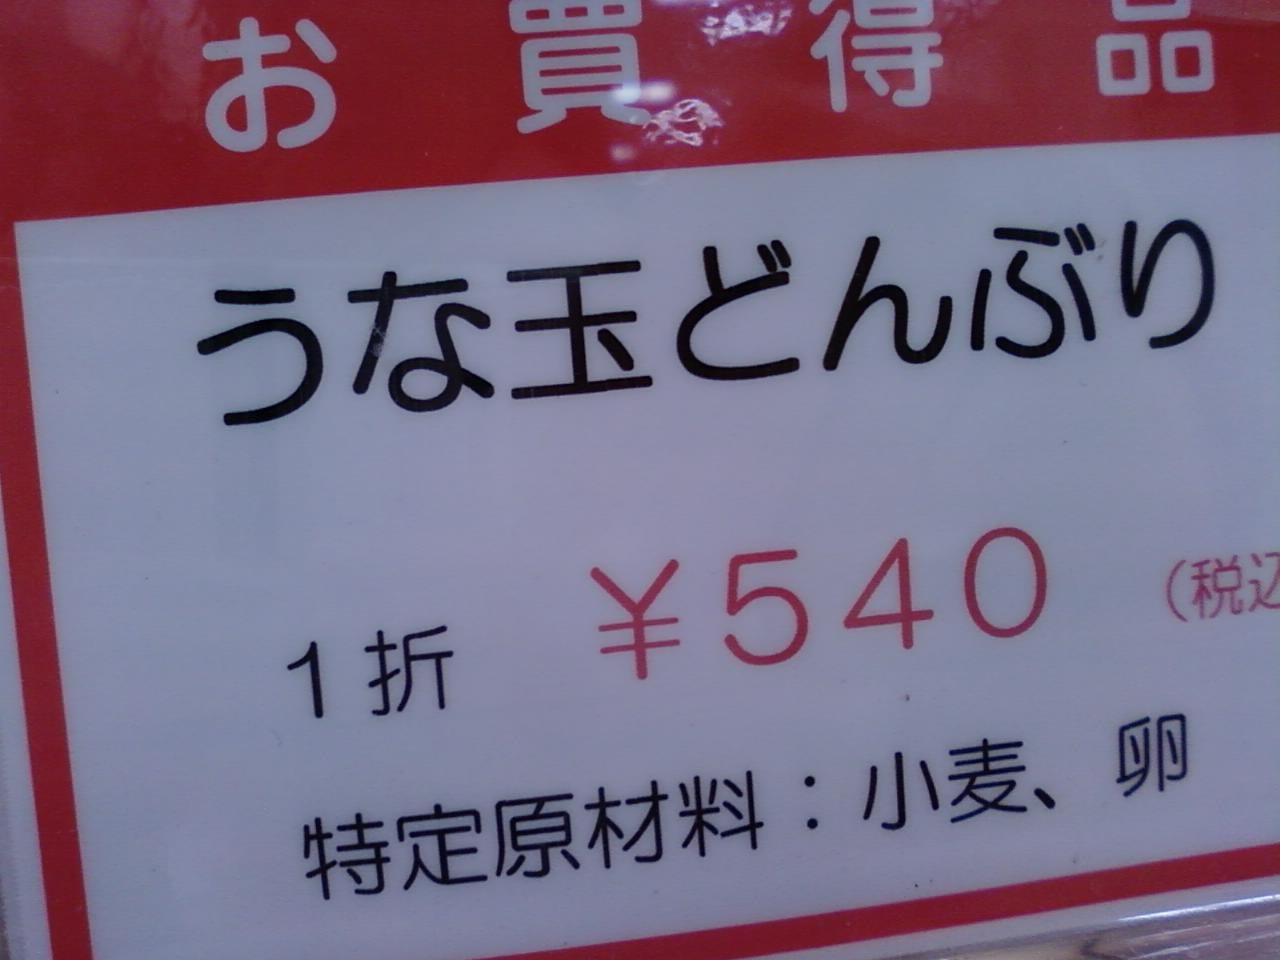 お買得品
うな玉どんぶり
1折 ¥540 (税込
特定原材料：小麦、卵